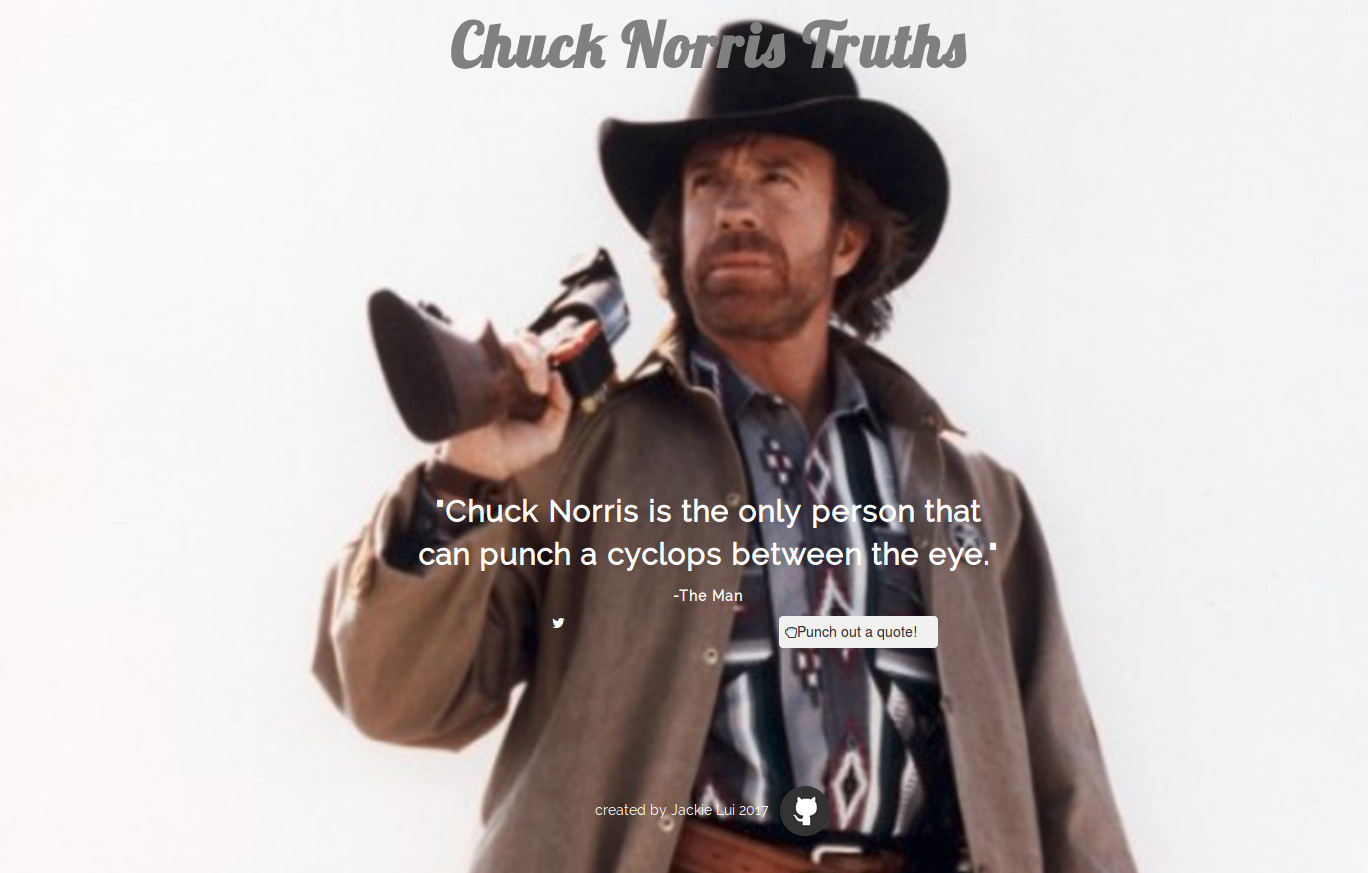 Chuck Norris Truths
"Chuck Norris is the only person that
can punch a cyclops between the eye."
-The Man
Punch out a quote!
created by Jackie Lui 2017